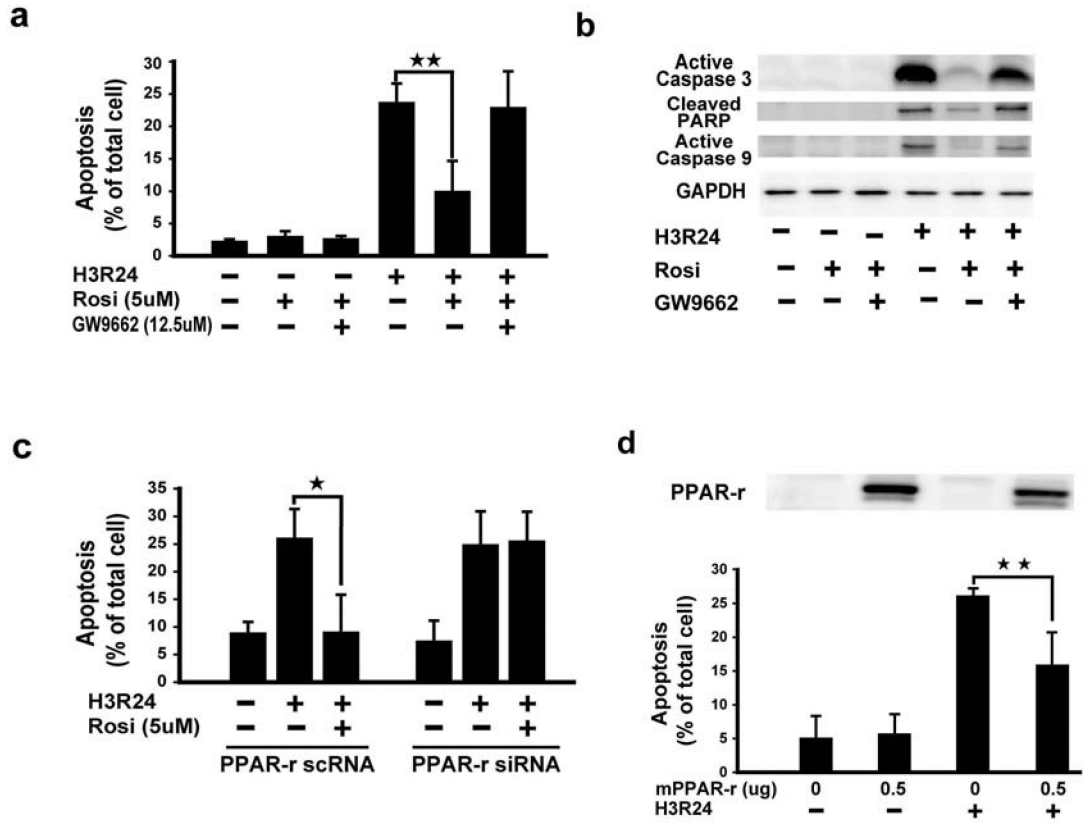 a
★★
30
25
20
15
10
5
0
Apoptosis
(% of total cell)
H3R24 − − − + + +
Rosi (5uM) − + + − + +
GW9662 (12.5uM) − − + − − +
b
Active
Caspase 3
Cleaved
PARP
Active
Caspase 9
GAPDH
H3R24 − − − + + +
Rosi − + + − + +
GW9662 − − + − − +
c
★
35
30
25
20
15
10
5
0
Apoptosis
(% of total cell)
H3R24 − + + − + +
Rosi (5uM) − − + − − +
PPAR-r scRNA PPAR-r siRNA
d
PPAR-r
★ ★
30
25
20
15
10
5
0
Apoptosis
(% of total cell)
mPPAR-r (ug) 0 0.5 0 0.5
H3R24 − − + +